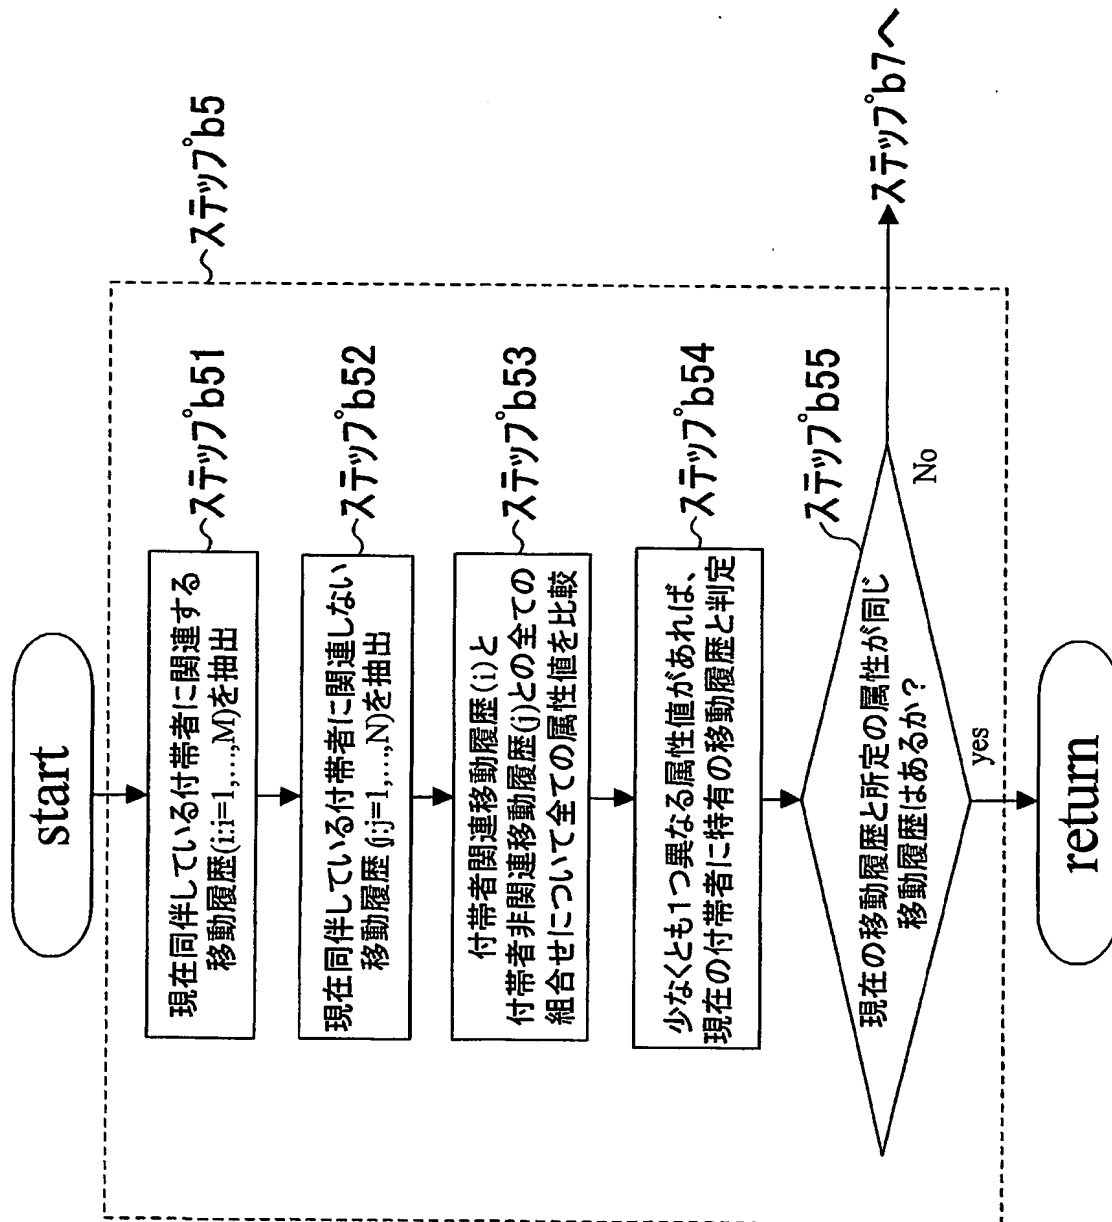 start
ステップb5
ステップb51
現在同伴している付帯者に関連する
移動履歴(i:i=1,...,M)を抽出
ステップb52
現在同伴している付帯者に関連しない
移動履歴(j:j=1,...,N)を抽出
ステップb53
付帯者関連移動履歴(i)と
付帯者非関連移動履歴(j)との全ての
組合せについて全ての属性値を比較
ステップb54
少なくとも1つ異なる属性値があれば、
現在の付帯者に特有の移動履歴と判定
ステップb55
現在の移動履歴と所定の属性が同じ
移動履歴はあるか?
No
ステップb7へ
yes
return